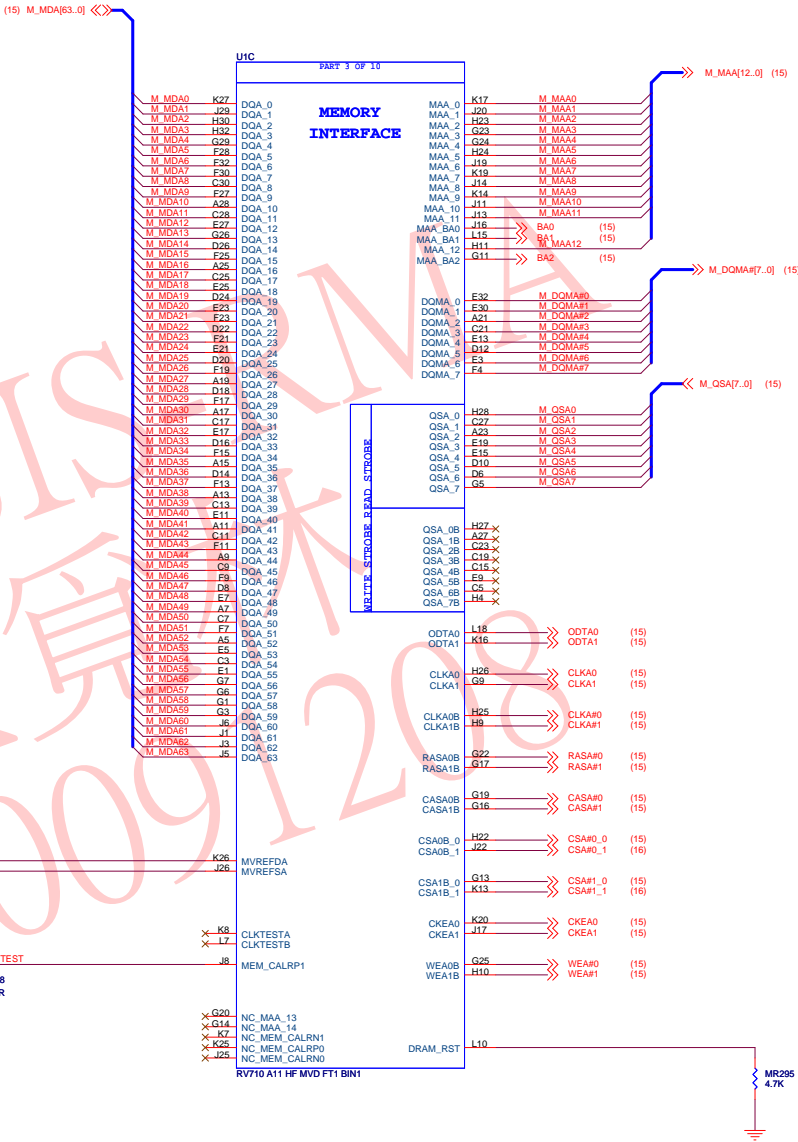 (15) M_MDA[63..0]
U1C
PART 3 OF 10
MEMORY
INTERFACE
M_MAA[12..0] (15)
M_MDA0 K27 DQA_0
M_MDA1 J29 DQA_1
M_MDA2 H30 DQA_2
M_MDA3 H32 DQA_3
M_MDA4 G29 DQA_4
M_MDA5 F28 DQA_5
M_MDA6 F32 DQA_6
M_MDA7 F30 DQA_7
M_MDA8 C30 DQA_8
M_MDA9 F27 DQA_9
M_MDA10 A28 DQA_10
M_MDA11 C28 DQA_11
M_MDA12 E27 DQA_12
M_MDA13 G26 DQA_13
M_MDA14 D26 DQA_14
M_MDA15 F25 DQA_15
M_MDA16 A25 DQA_16
M_MDA17 C25 DQA_17
M_MDA18 E25 DQA_18
M_MDA19 D24 DQA_19
M_MDA20 E23 DQA_20
M_MDA21 F23 DQA_21
M_MDA22 D22 DQA_22
M_MDA23 F21 DQA_23
M_MDA24 E21 DQA_24
M_MDA25 D20 DQA_25
M_MDA26 F19 DQA_26
M_MDA27 A19 DQA_27
M_MDA28 D18 DQA_28
M_MDA29 F17 DQA_29
M_MDA30 A17 DQA_30
M_MDA31 C17 DQA_31
M_MDA32 E17 DQA_32
M_MDA33 D16 DQA_33
M_MDA34 F15 DQA_34
M_MDA35 A15 DQA_35
M_MDA36 D14 DQA_36
M_MDA37 F13 DQA_37
M_MDA38 A13 DQA_38
M_MDA39 C13 DQA_39
M_MDA40 E11 DQA_40
M_MDA41 A11 DQA_41
M_MDA42 C11 DQA_42
M_MDA43 F11 DQA_43
M_MDA44 A9 DQA_44
M_MDA45 C9 DQA_45
M_MDA46 F9 DQA_46
M_MDA47 D8 DQA_47
M_MDA48 E7 DQA_48
M_MDA49 A7 DQA_49
M_MDA50 C7 DQA_50
M_MDA51 F7 DQA_51
M_MDA52 A5 DQA_52
M_MDA53 E5 DQA_53
M_MDA54 C3 DQA_54
M_MDA55 E1 DQA_55
M_MDA56 G7 DQA_56
M_MDA57 G6 DQA_57
M_MDA58 G1 DQA_58
M_MDA59 G3 DQA_59
M_MDA60 J6 DQA_60
M_MDA61 J1 DQA_61
M_MDA62 J3 DQA_62
M_MDA63 J5 DQA_63
K26 MVREFDA
J26 MVREFSA
K8 CLKTESTA
L7 CLKTESTB
TEST J8 MEM_CALRP1
8
R
G20 NC_MAA_13
G14 NC_MAA_14
K7 NC_MEM_CALRN1
K25 NC_MEM_CALRP0
J25 NC_MEM_CALRN0
RV710 A11 HF MVD FT1 BIN1
MAA_0 K17 M_MAA0
MAA_1 J20 M_MAA1
MAA_2 H23 M_MAA2
MAA_3 G23 M_MAA3
MAA_4 G24 M_MAA4
MAA_5 H24 M_MAA5
MAA_6 J19 M_MAA6
MAA_7 K19 M_MAA7
MAA_8 J14 M_MAA8
MAA_9 K14 M_MAA9
MAA_10 J11 M_MAA10
MAA_11 J13 M_MAA11
MAA_BA0 J16 BA0 (15)
MAA_BA1 L15 BA1 (15)
MAA_12 H11 M_MAA12
MAA_BA2 G11 BA2 (15)
M_DQMA#[7..0] (15)
DQMA_0 E32 M_DQMA#0
DQMA_1 E30 M_DQMA#1
DQMA_2 A21 M_DQMA#2
DQMA_3 C21 M_DQMA#3
DQMA_4 E13 M_DQMA#4
DQMA_5 D12 M_DQMA#5
DQMA_6 E3 M_DQMA#6
DQMA_7 F4 M_DQMA#7
M_QSA[7..0] (15)
READ STROBE
QSA_0 H28 M_QSA0
QSA_1 C27 M_QSA1
QSA_2 A23 M_QSA2
QSA_3 E19 M_QSA3
QSA_4 E15 M_QSA4
QSA_5 D10 M_QSA5
QSA_6 D6 M_QSA6
QSA_7 G5 M_QSA7
WRITE STROBE
QSA_0B H27
QSA_1B A27
QSA_2B C23
QSA_3B C19
QSA_4B C15
QSA_5B E9
QSA_6B C5
QSA_7B H4
ODTA0 L18 ODTA0 (15)
ODTA1 K16 ODTA1 (15)
CLKA0 H26 CLKA0 (15)
CLKA1 G9 CLKA1 (15)
CLKA0B H25 CLKA#0 (15)
CLKA1B H9 CLKA#1 (15)
RASA0B G22 RASA#0 (15)
RASA1B G17 RASA#1 (15)
CASA0B G19 CASA#0 (15)
CASA1B G16 CASA#1 (15)
CSA0B_0 H22 CSA#0_0 (15)
CSA0B_1 J22 CSA#0_1 (16)
CSA1B_0 G13 CSA#1_0 (15)
CSA1B_1 K13 CSA#1_1 (16)
CKEA0 K20 CKEA0 (15)
CKEA1 J17 CKEA1 (15)
WEA0B G25 WEA#0 (15)
WEA1B H10 WEA#1 (15)
DRAM_RST L10
MR295
4.7K